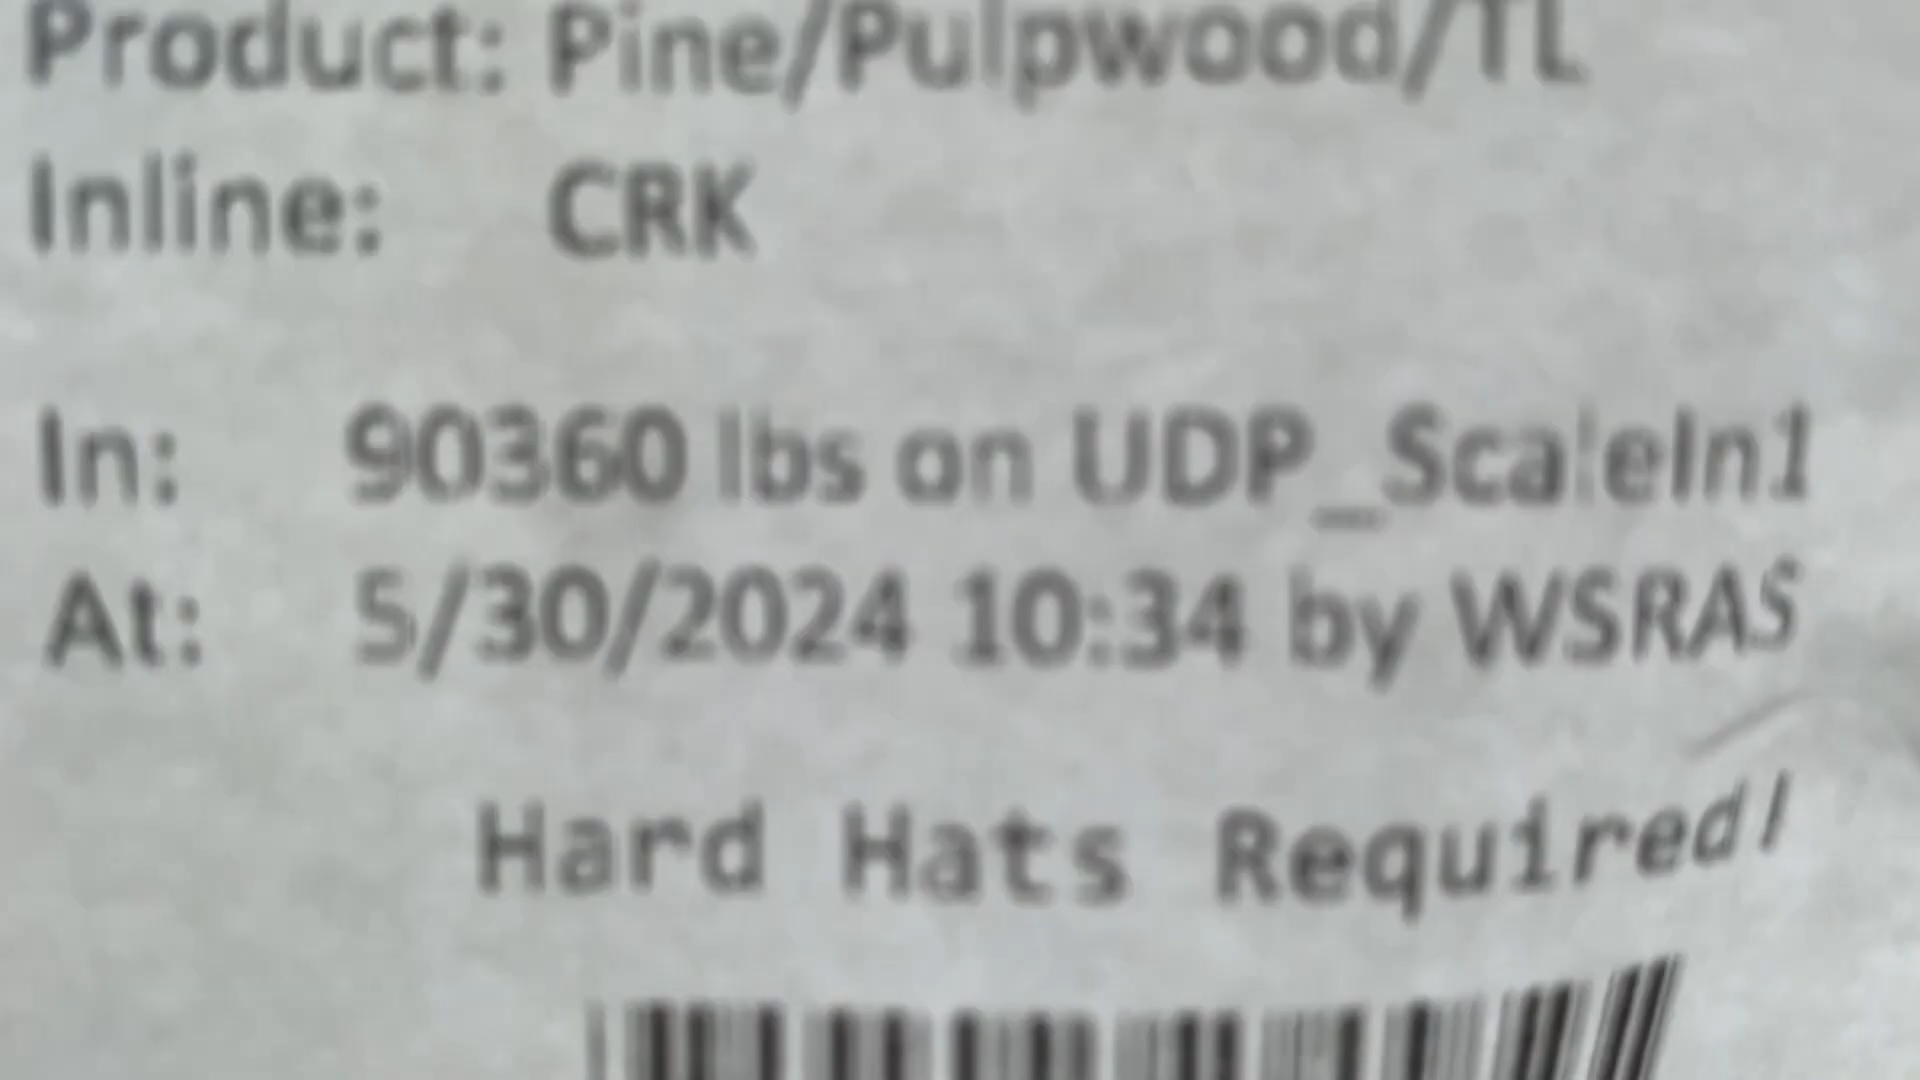 Product: Pine/Pulpwood/TL
Inline: CRK
In: 90360 lbs on UDP_ScaleIn1
At: 5/30/2024 10:34 by WSRAS
Hard Hats Required!